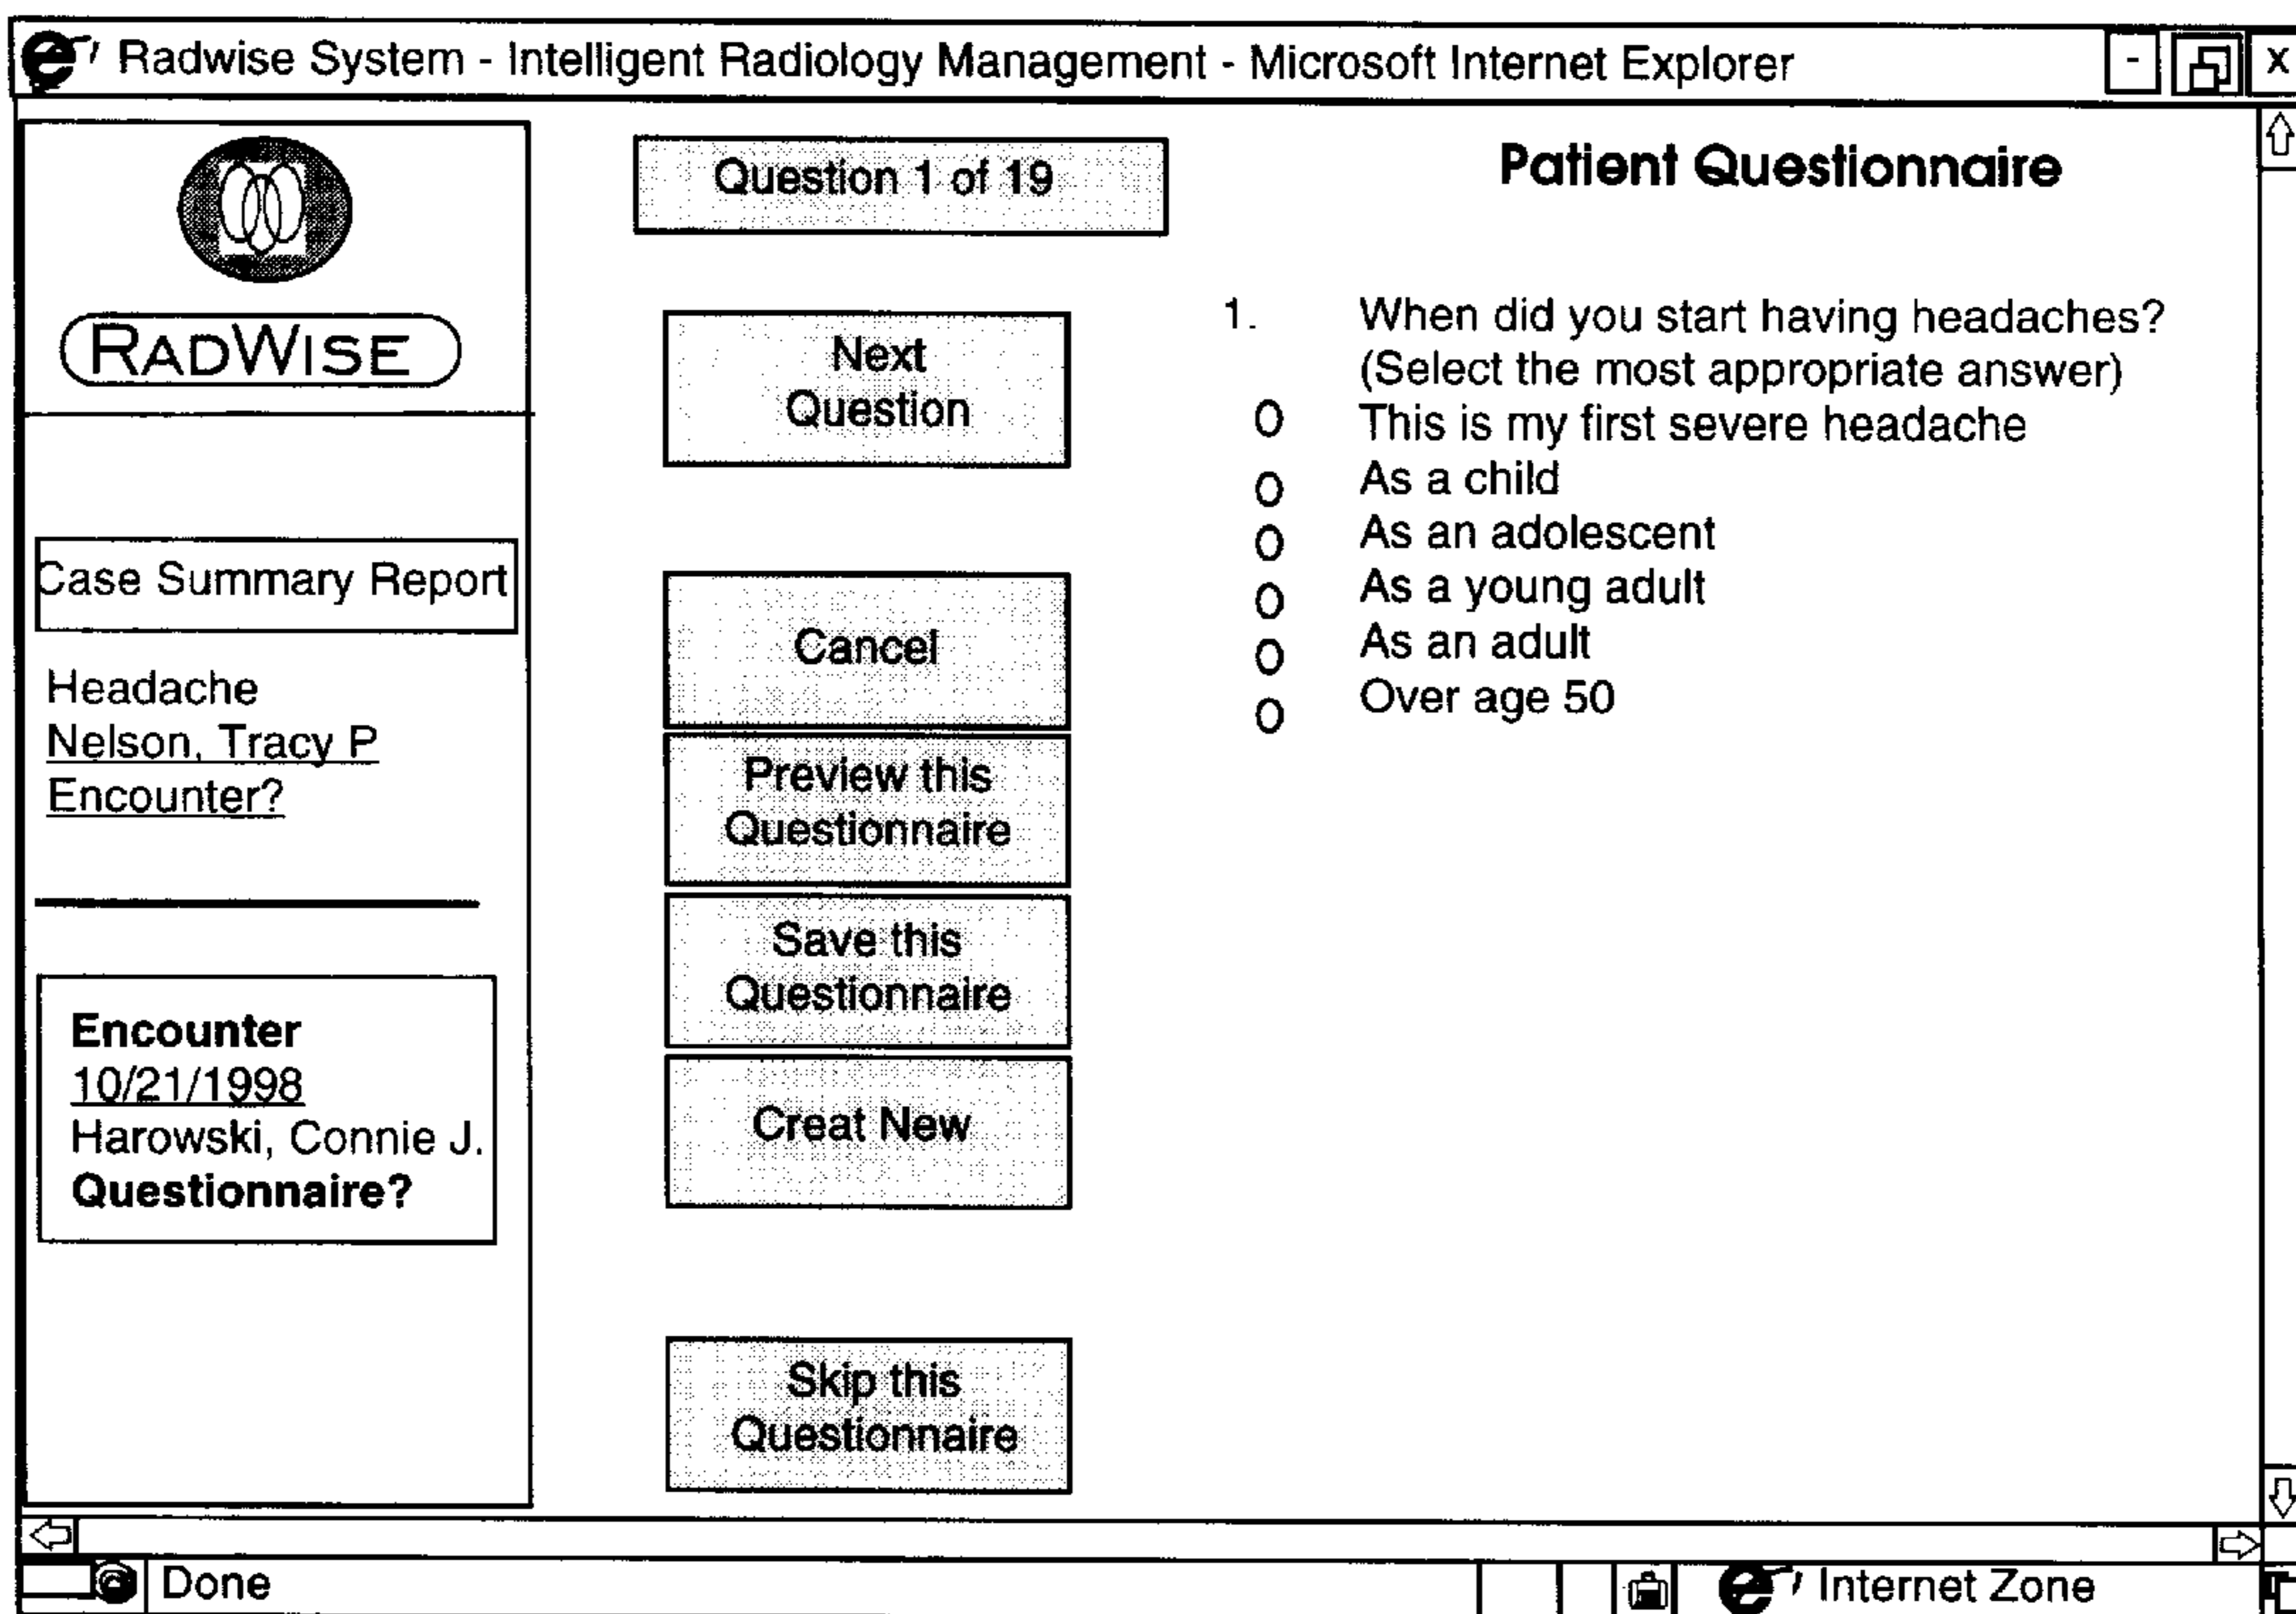 Radwise System - Intelligent Radiology Management - Microsoft Internet Explorer
- X
RADWISE
Case Summary Report
Headache
Nelson, Tracy P
Encounter?
Encounter
10/21/1998
Harowski, Connie J.
Questionnaire?
Question 1 of 19
Next
Question
Cancel
Preview this
Questionnaire
Save this
Questionnaire
Creat New
Skip this
Questionnaire
Patient Questionnaire
1. When did you start having headaches?
(Select the most appropriate answer)
O This is my first severe headache
O As a child
O As an adolescent
O As a young adult
O As an adult
O Over age 50
Done
Internet Zone